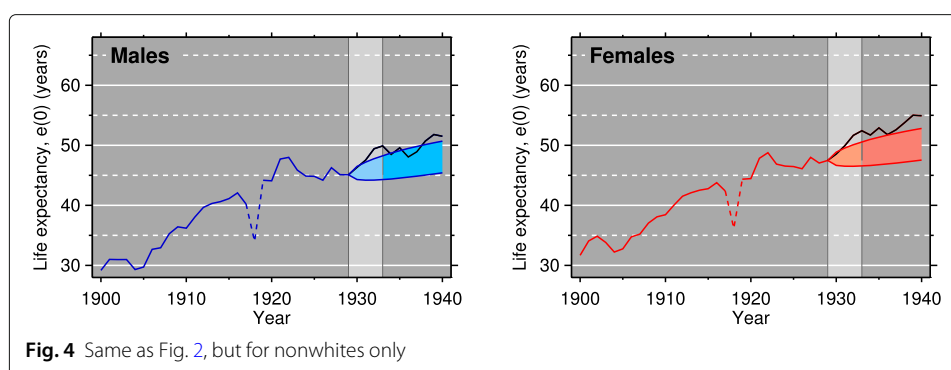 Males
Life expectancy, e(0) (years)
60
50
40
30
1900 1910 1920 1930 1940
Year
Females
Life expectancy, e(0) (years)
60
50
40
30
1900 1910 1920 1930 1940
Year
Fig. 4 Same as Fig. 2, but for nonwhites only